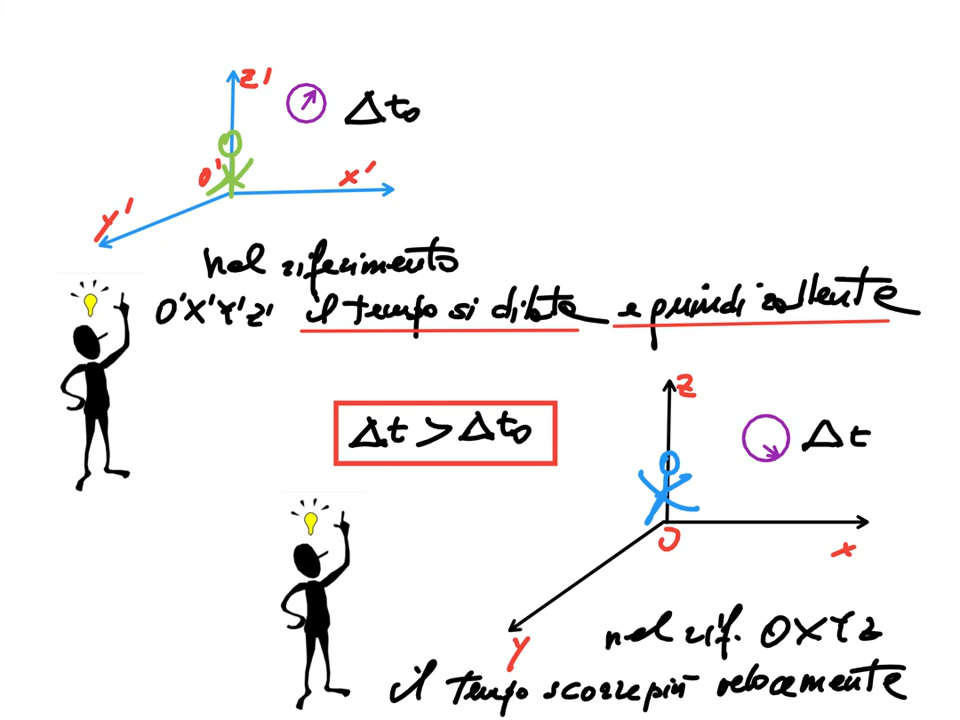 z'
Δt₀
O'
x'
y'
nel riferimento
O'X'Y'Z' il tempo si dilata e quindi rallenta
Δt > Δt₀
z
Δt
O
x
y
nel rif. OXYZ
il tempo scorre più velocemente